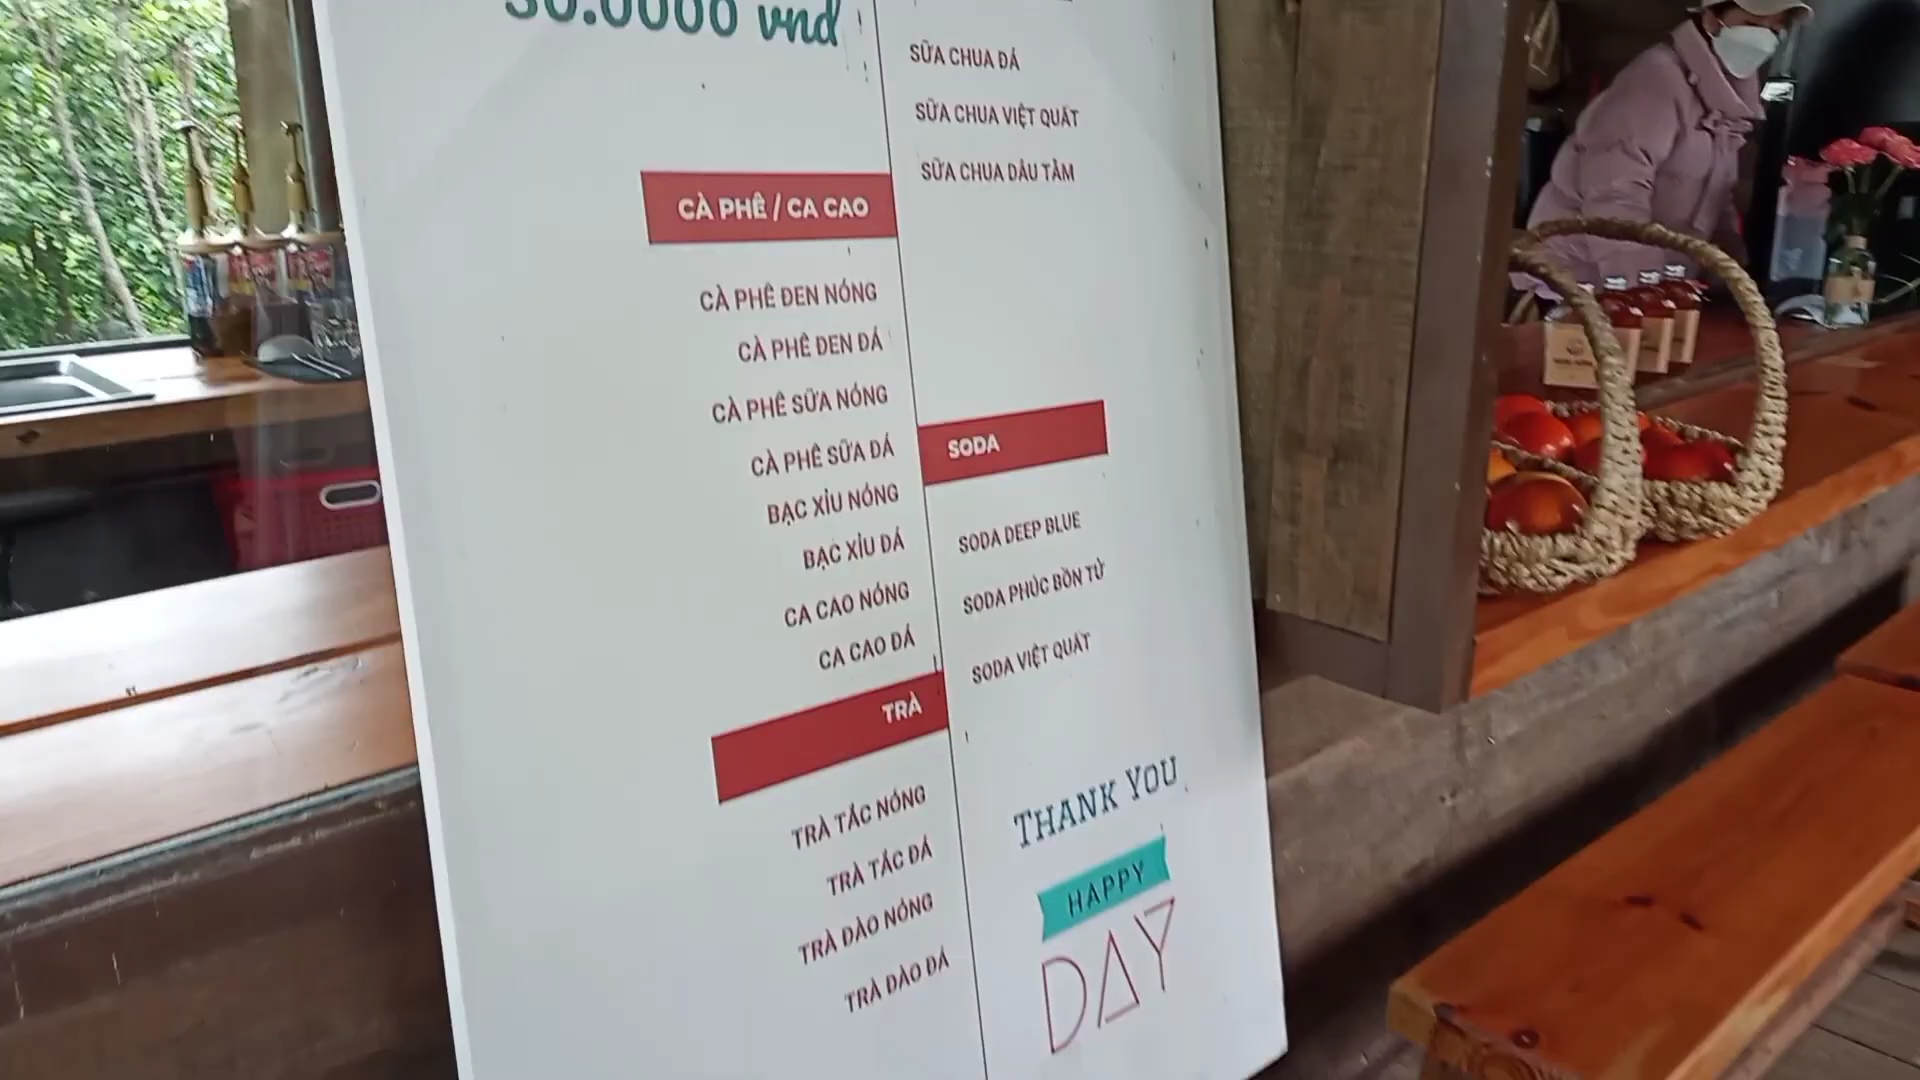 30.0000 vnd
CÀ PHÊ / CA CAO
CÀ PHÊ ĐEN NÓNG
CÀ PHÊ ĐEN ĐÁ
CÀ PHÊ SỮA NÓNG
CÀ PHÊ SỮA ĐÁ
BẠC XỈU NÓNG
BẠC XỈU ĐÁ
CA CAO NÓNG
CA CAO ĐÁ
TRÀ
TRÀ TẮC NÓNG
TRÀ TẮC ĐÁ
TRÀ ĐÀO NÓNG
TRÀ ĐÀO ĐÁ
SỮA CHUA ĐÁ
SỮA CHUA VIỆT QUẤT
SỮA CHUA DÂU TẰM
SODA
SODA DEEP BLUE
SODA PHÚC BỒN TỬ
SODA VIỆT QUẤT
THANK YOU
HAPPY
DAY